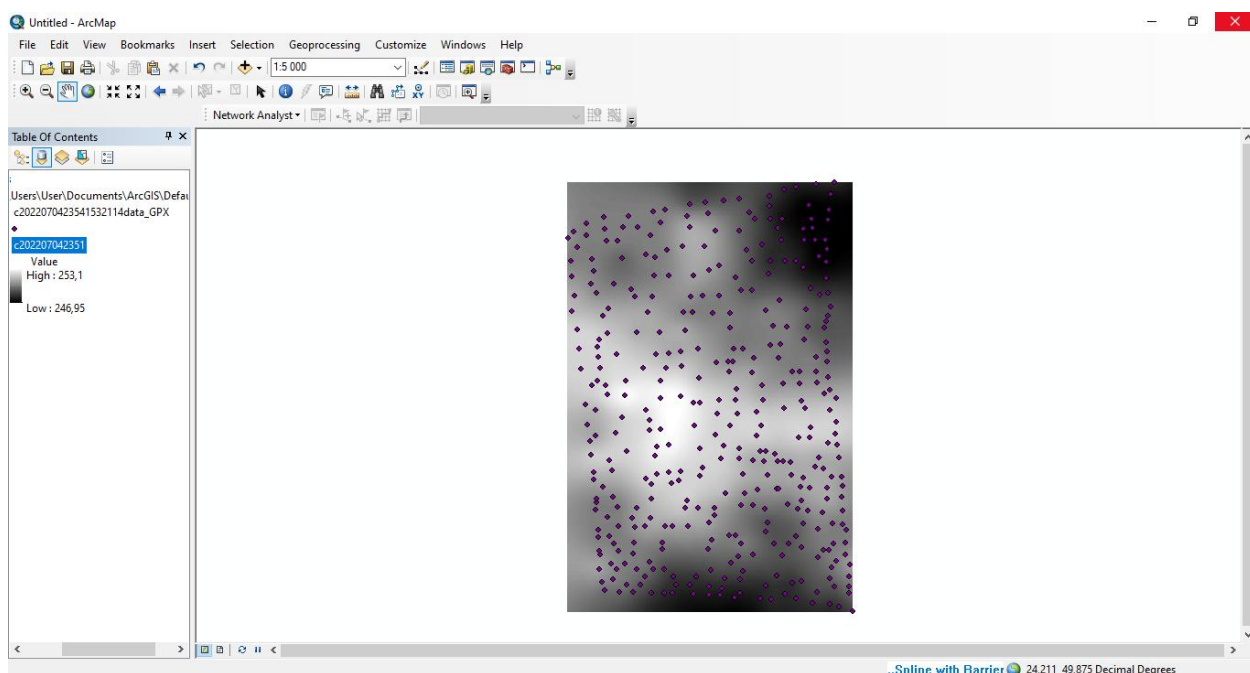 Untitled - ArcMap
File Edit View Bookmarks Insert Selection Geoprocessing Customize Windows Help
1:5 000
Network Analyst
Table Of Contents
Users\User\Documents\ArcGIS\Defau
c2022070423541532114data_GPX
c202207042351
Value
High : 253,1
Low : 246,95
..Spline with Barrier
24,211 49,875 Decimal Degrees